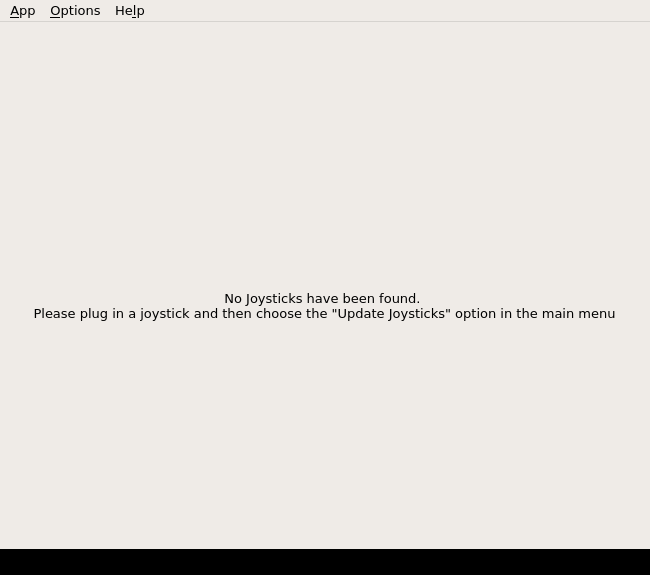 App Options Help
No Joysticks have been found.
Please plug in a joystick and then choose the "Update Joysticks" option in the main menu